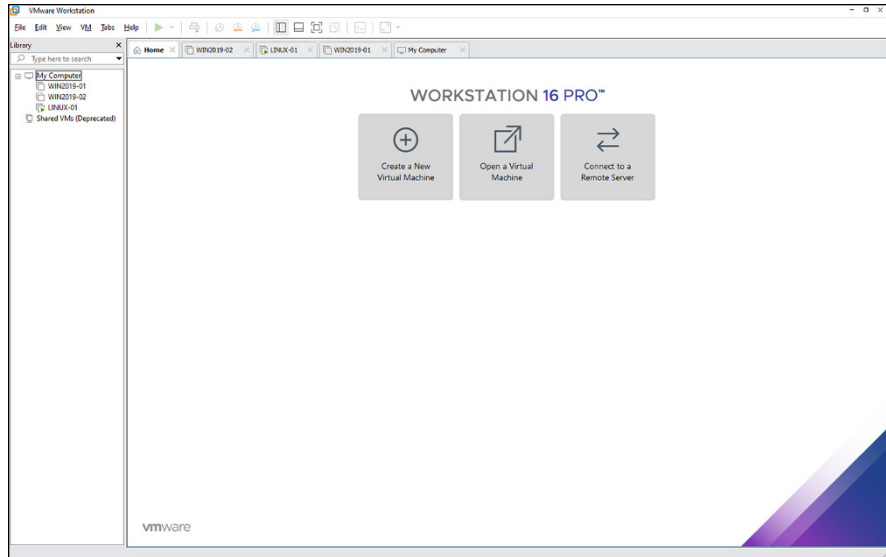 VMware Workstation
File Edit View VM Tabs Help
Library
Type here to search
My Computer
WIN2019-01
WIN2019-02
LINUX-01
Shared VMs (Deprecated)
Home WIN2019-02 LINUX-01 WIN2019-01 My Computer
WORKSTATION 16 PRO™
Create a New
Virtual Machine
Open a Virtual
Machine
Connect to a
Remote Server
vmware